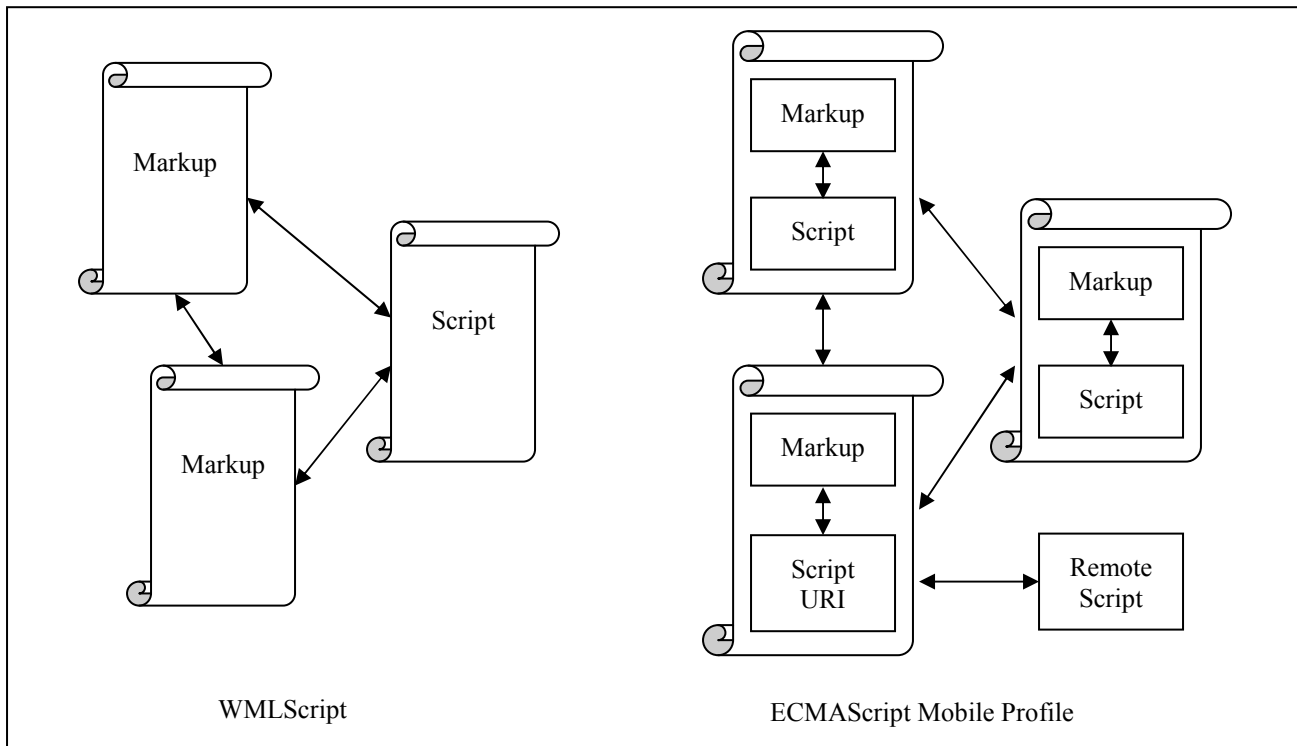 Markup
Script
Markup
WMLScript
Markup
Script
Markup
Script
Markup
Script
URI
Remote
Script
ECMAScript Mobile Profile